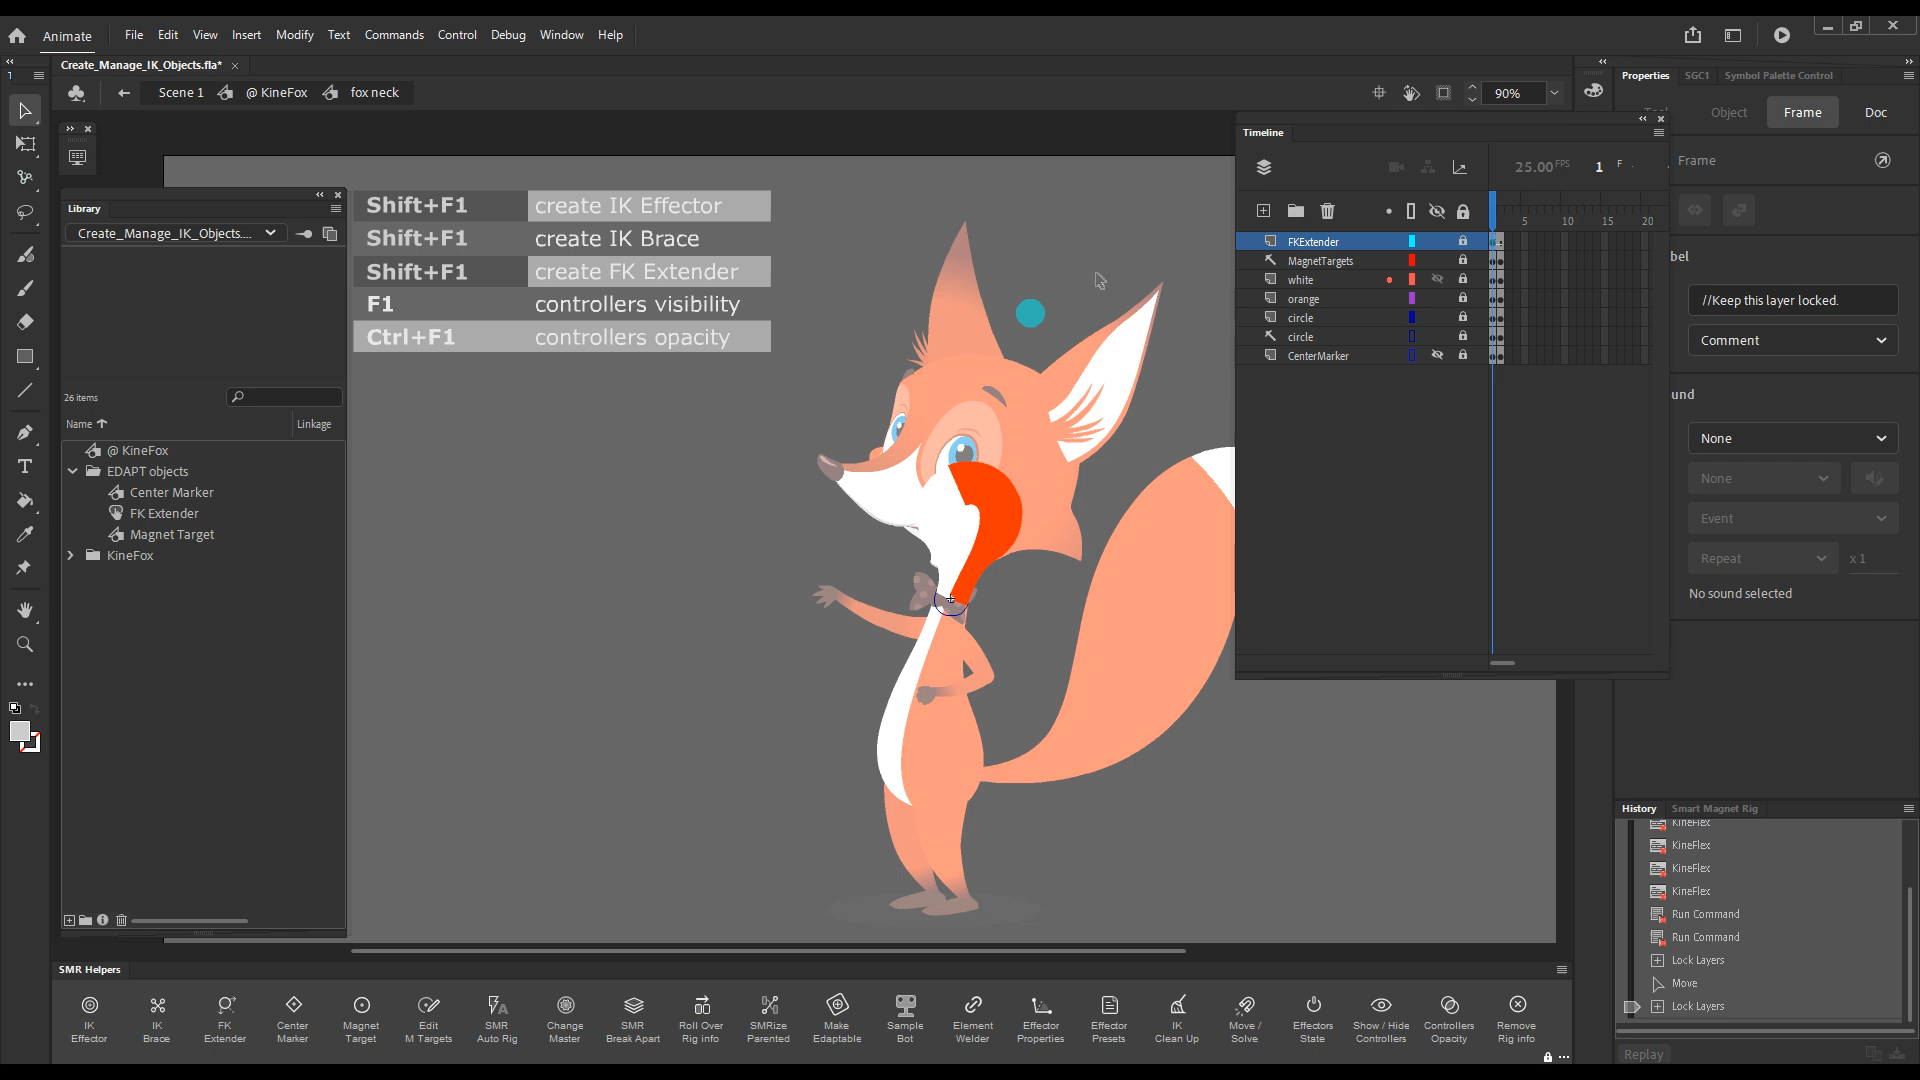 Animate File Edit View Insert Modify Text Commands Control Debug Window Help
Create_Manage_IK_Objects.fla* ×
Scene 1 @ KineFox fox neck
90%
Library
Create_Manage_IK_Objects....
26 items
Name Linkage
@ KineFox
EDAPT objects
Center Marker
FK Extender
Magnet Target
KineFox
Shift+F1 create IK Effector
Shift+F1 create IK Brace
Shift+F1 create FK Extender
F1 controllers visibility
Ctrl+F1 controllers opacity
Timeline
25.00 FPS 1 F
5 10 15 20
FKExtender
MagnetTargets
white
orange
circle
circle
CenterMarker
Properties SGC1 Symbol Palette Control
Object Frame Doc
Frame
bel
//Keep this layer locked.
Comment
und
None
None
Event
Repeat x 1
No sound selected
History Smart Magnet Rig
KineFlex
KineFlex
KineFlex
KineFlex
Run Command
Run Command
Lock Layers
Move
Lock Layers
Replay
SMR Helpers
IK Effector
IK Brace
FK Extender
Center Marker
Magnet Target
Edit M Targets
SMR Auto Rig
Change Master
SMR Break Apart
Roll Over Rig info
SMRize Parented
Make Adaptable
Sample Bot
Element Welder
Effector Properties
Effector Presets
IK Clean Up
Move / Solve
Effectors State
Show / Hide Controllers
Controllers Opacity
Remove Rig info